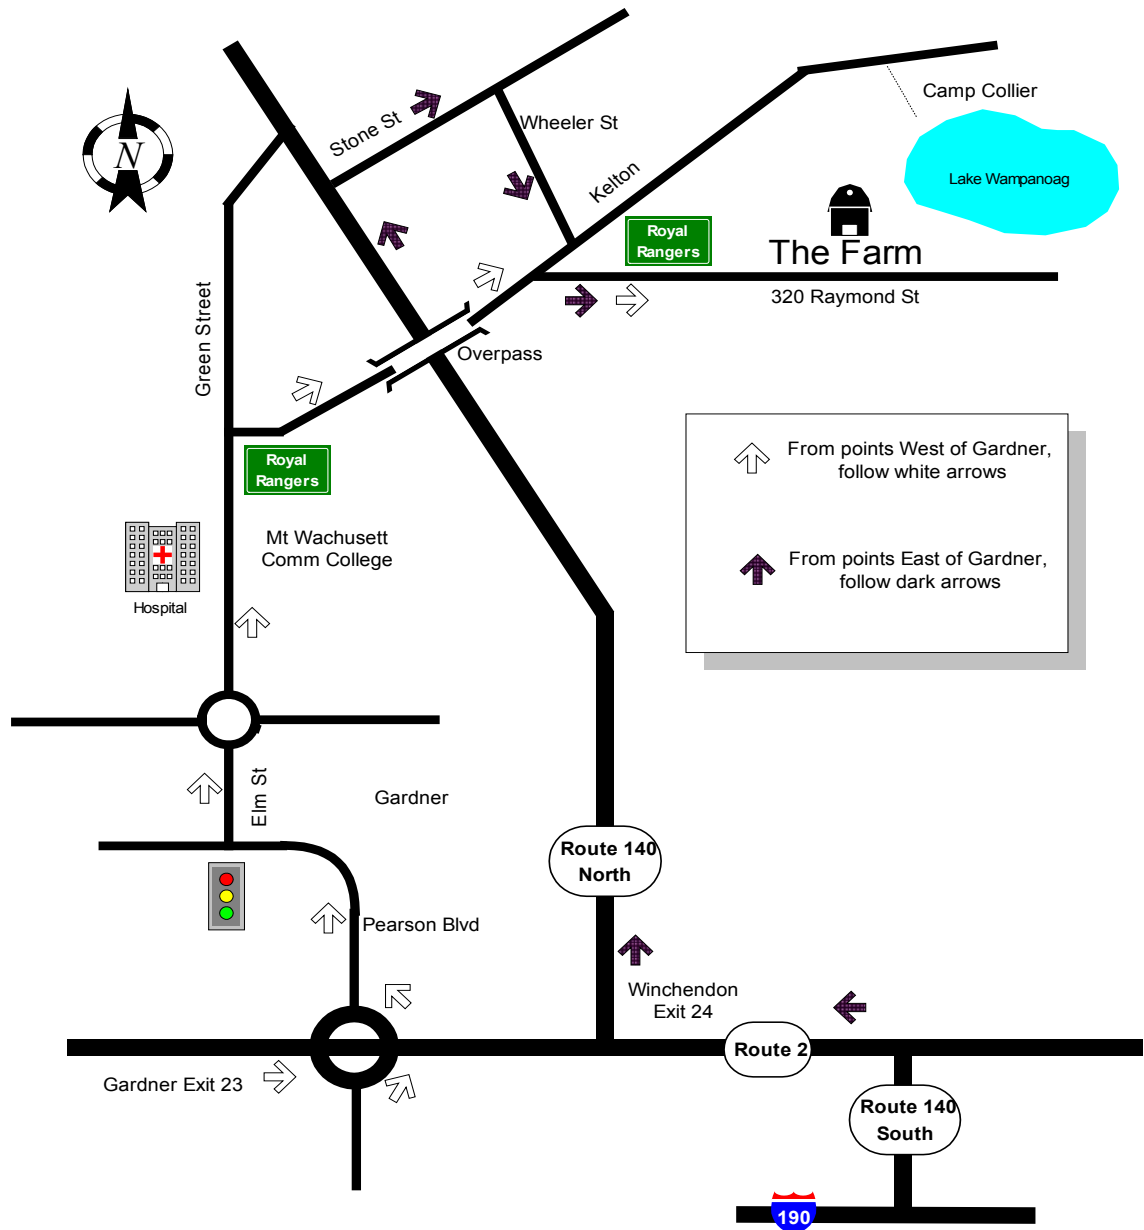 Camp Collier
Stone St
Wheeler St
N
Kelton
Lake Wampanoag
Royal
Rangers
The Farm
320 Raymond St
Green Street
Overpass
Royal
Rangers
From points West of Gardner,
follow white arrows
Mt Wachusett
Comm College
From points East of Gardner,
follow dark arrows
Hospital
Elm St
Gardner
Route 140
North
Pearson Blvd
Winchendon
Exit 24
Route 2
Gardner Exit 23
Route 140
South
190